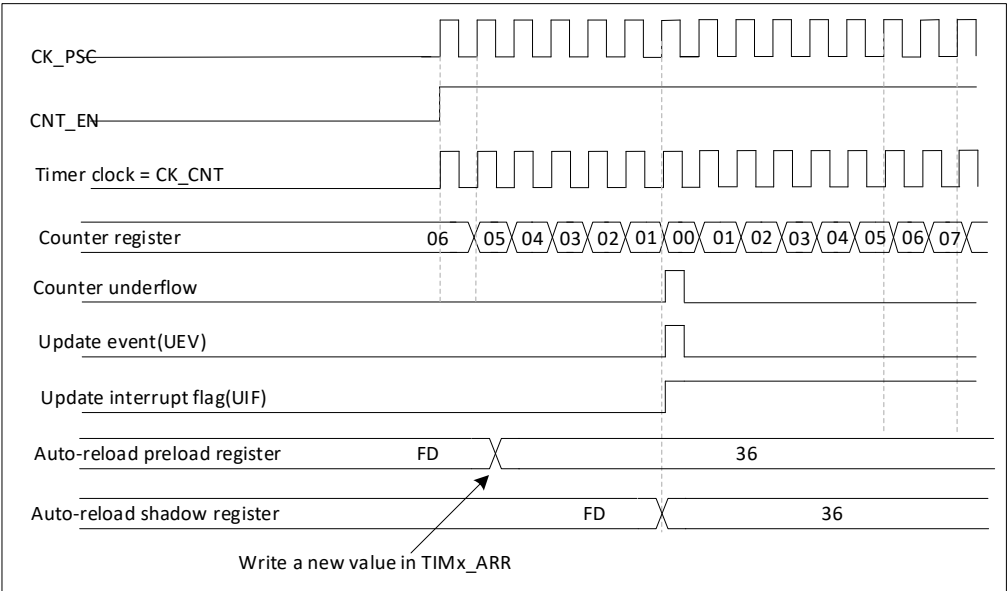 CK_PSC
CNT_EN
Timer clock = CK_CNT
Counter register 06 05 04 03 02 01 00 01 02 03 04 05 06 07
Counter underflow
Update event(UEV)
Update interrupt flag(UIF)
Auto-reload preload register FD 36
Auto-reload shadow register FD 36
Write a new value in TIMx_ARR